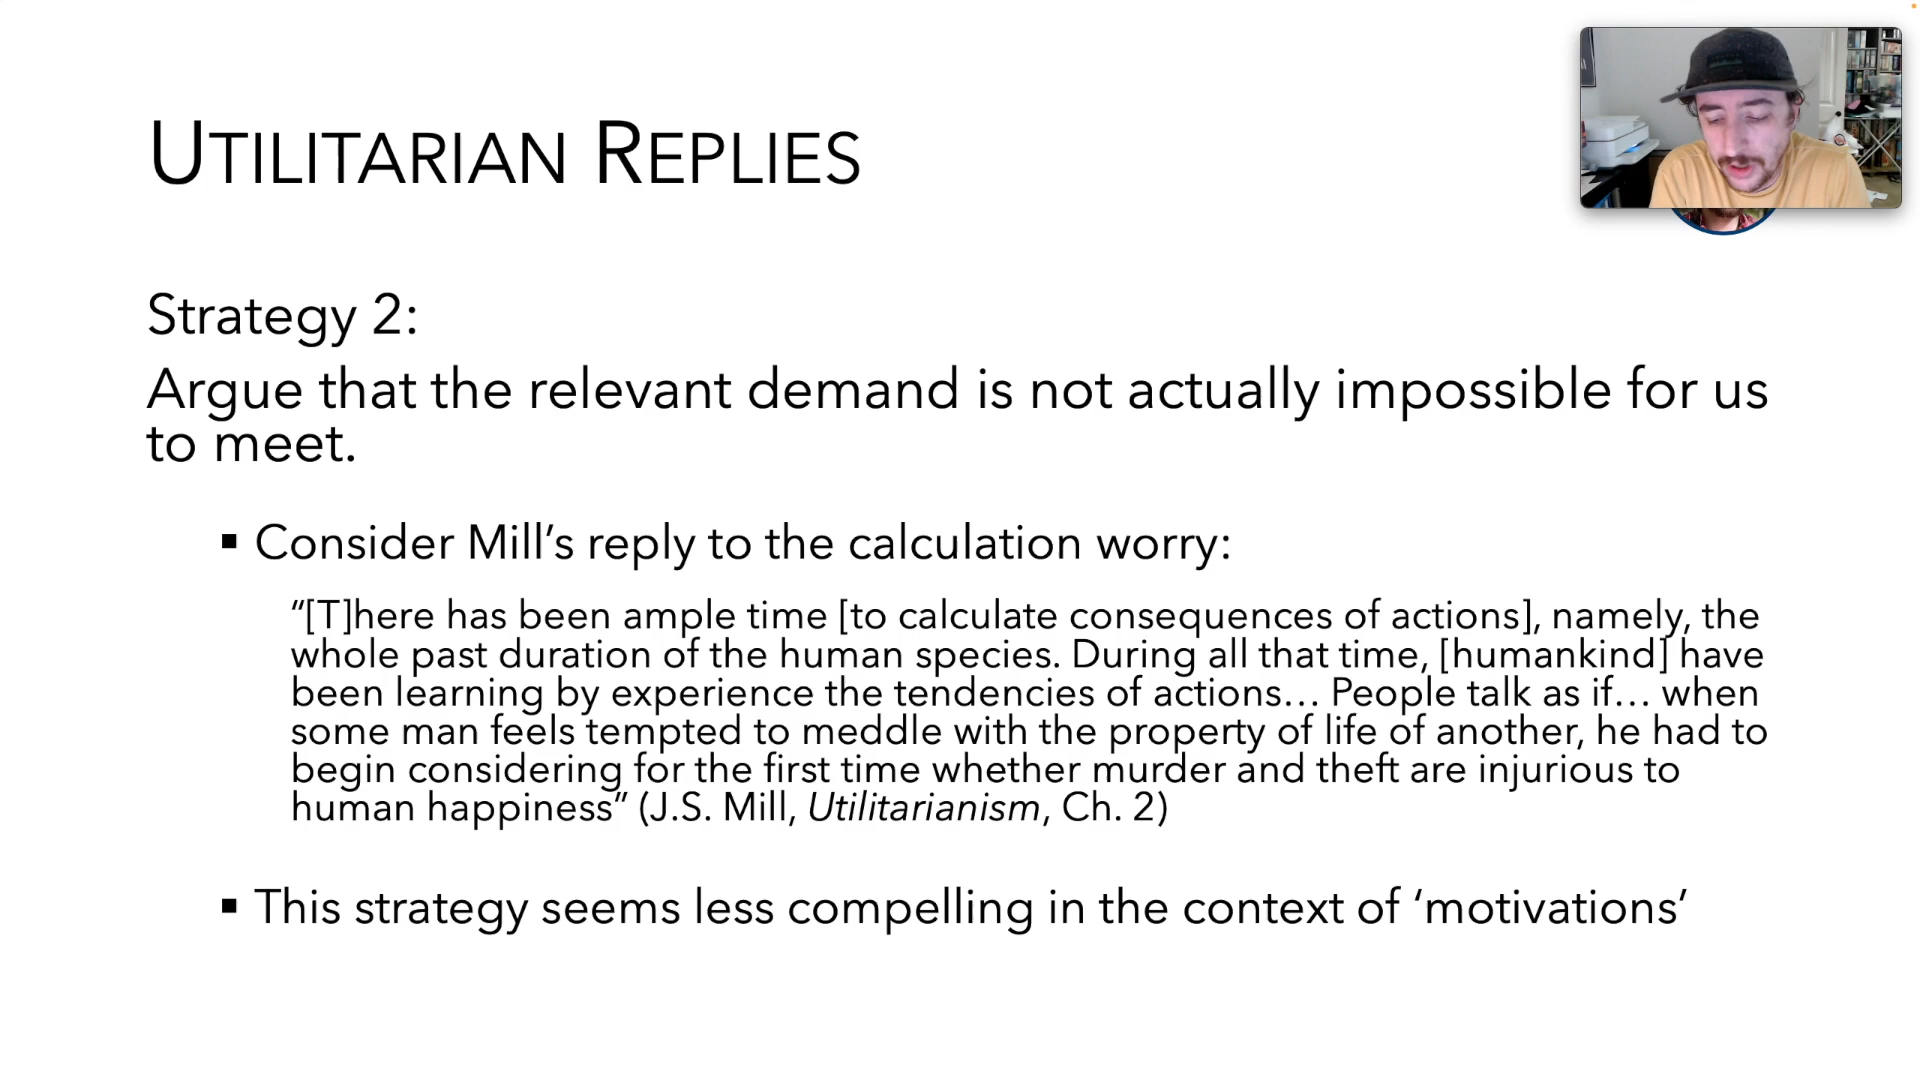 UTILITARIAN REPLIES
Strategy 2:
Argue that the relevant demand is not actually impossible for us
to meet.
▪ Consider Mill’s reply to the calculation worry:
“[T]here has been ample time [to calculate consequences of actions], namely, the
whole past duration of the human species. During all that time, [humankind] have
been learning by experience the tendencies of actions… People talk as if… when
some man feels tempted to meddle with the property of life of another, he had to
begin considering for the first time whether murder and theft are injurious to
human happiness” (J.S. Mill, Utilitarianism, Ch. 2)
▪ This strategy seems less compelling in the context of ‘motivations’